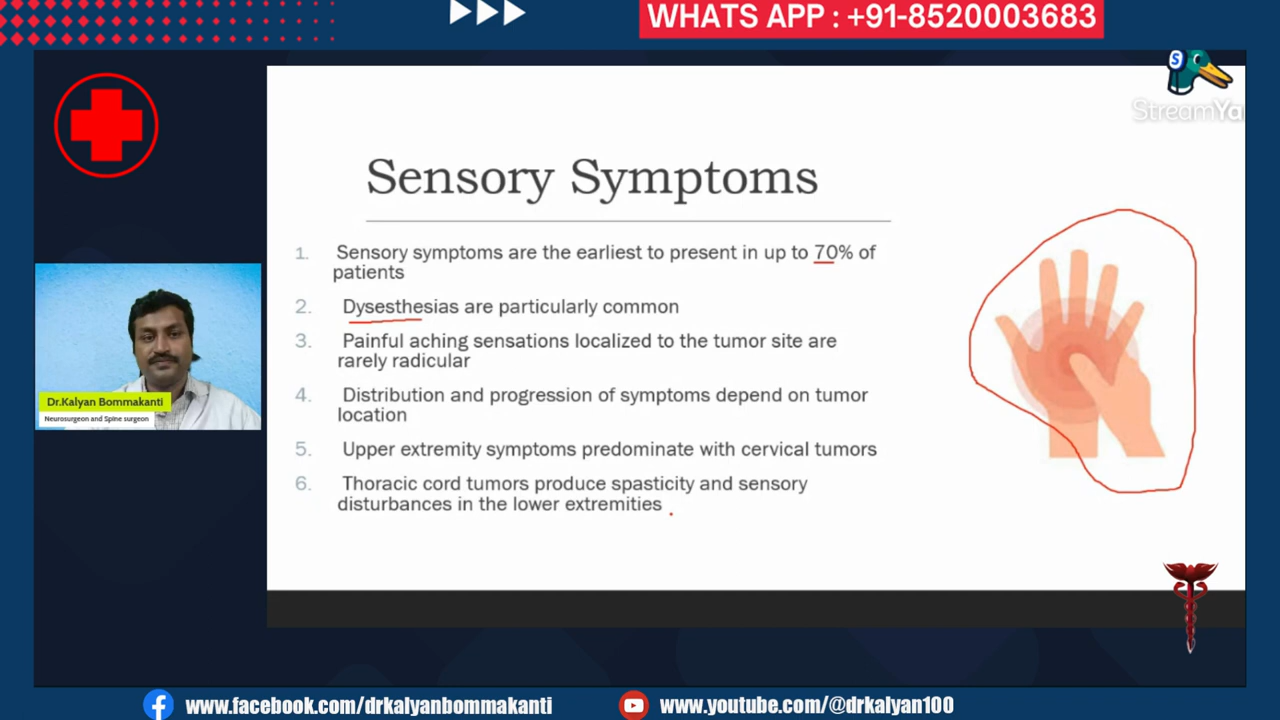 WHATS APP : +91-8520003683
S
StreamYa
Sensory Symptoms
1. Sensory symptoms are the earliest to present in up to 70% of
patients
2. Dysesthesias are particularly common
3. Painful aching sensations localized to the tumor site are
rarely radicular
4. Distribution and progression of symptoms depend on tumor
location
5. Upper extremity symptoms predominate with cervical tumors
6. Thoracic cord tumors produce spasticity and sensory
disturbances in the lower extremities
Dr.Kalyan Bommakanti
Neurosurgeon and Spine surgeon
www.facebook.com/drkalyanbommakanti
www.youtube.com/@drkalyan100